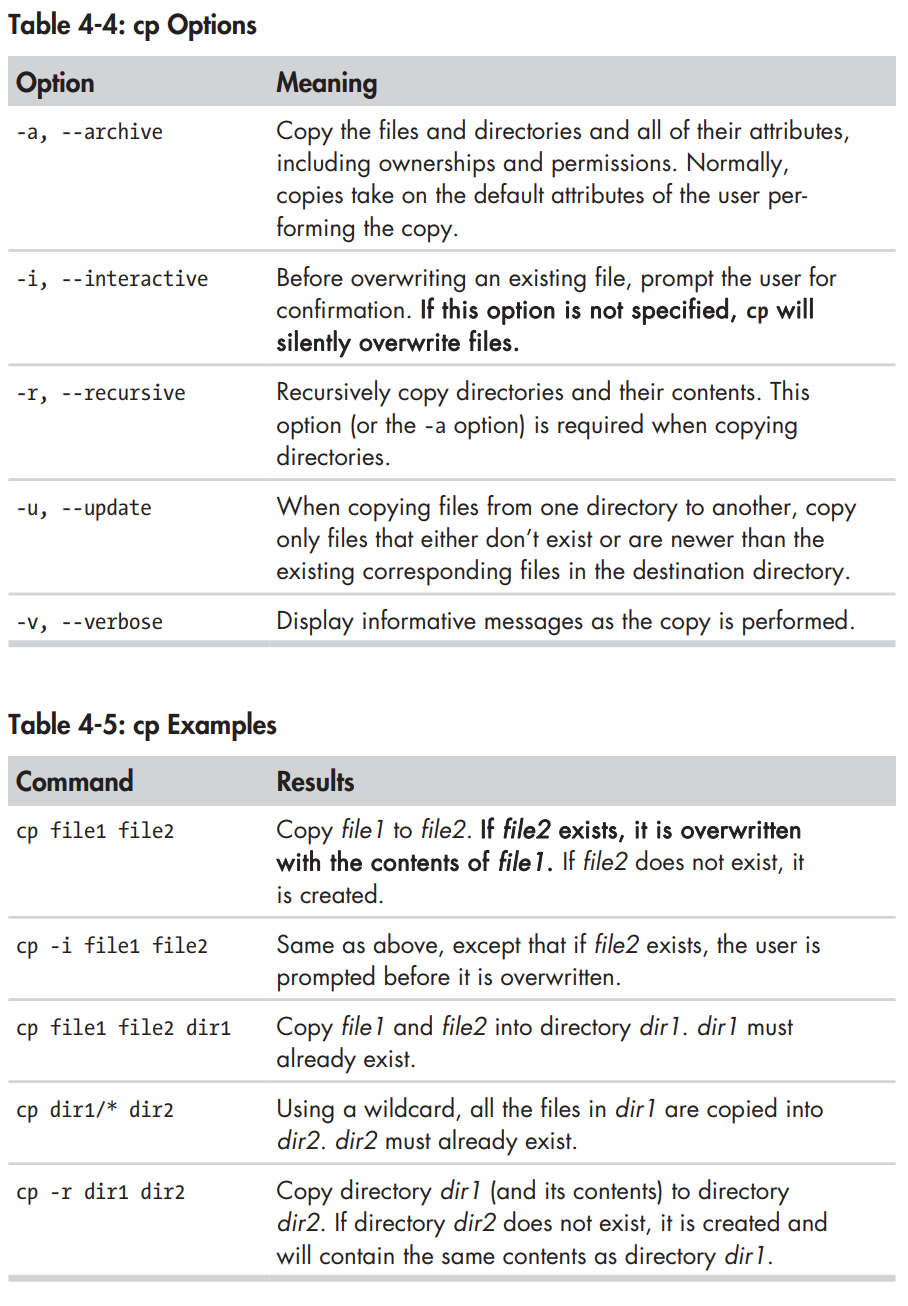 Table 4-4: cp Options
Option Meaning
-a, --archive Copy the files and directories and all of their attributes,
including ownerships and permissions. Normally,
copies take on the default attributes of the user per-
forming the copy.
-i, --interactive Before overwriting an existing file, prompt the user for
confirmation. If this option is not specified, cp will
silently overwrite files.
-r, --recursive Recursively copy directories and their contents. This
option (or the -a option) is required when copying
directories.
-u, --update When copying files from one directory to another, copy
only files that either don’t exist or are newer than the
existing corresponding files in the destination directory.
-v, --verbose Display informative messages as the copy is performed.
Table 4-5: cp Examples
Command Results
cp file1 file2 Copy file1 to file2. If file2 exists, it is overwritten
with the contents of file1. If file2 does not exist, it
is created.
cp -i file1 file2 Same as above, except that if file2 exists, the user is
prompted before it is overwritten.
cp file1 file2 dir1 Copy file1 and file2 into directory dir1. dir1 must
already exist.
cp dir1/* dir2 Using a wildcard, all the files in dir1 are copied into
dir2. dir2 must already exist.
cp -r dir1 dir2 Copy directory dir1 (and its contents) to directory
dir2. If directory dir2 does not exist, it is created and
will contain the same contents as directory dir1.